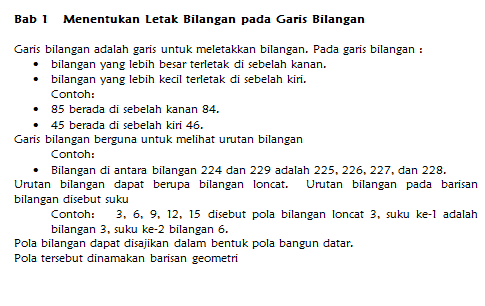 Bab 1 Menentukan Letak Bilangan pada Garis Bilangan
Garis bilangan adalah garis untuk meletakkan bilangan. Pada garis bilangan :
• bilangan yang lebih besar terletak di sebelah kanan.
• bilangan yang lebih kecil terletak di sebelah kiri.
Contoh:
• 85 berada di sebelah kanan 84.
• 45 berada di sebelah kiri 46.
Garis bilangan berguna untuk melihat urutan bilangan
Contoh:
• Bilangan di antara bilangan 224 dan 229 adalah 225, 226, 227, dan 228.
Urutan bilangan dapat berupa bilangan loncat. Urutan bilangan pada barisan
bilangan disebut suku
Contoh: 3, 6, 9, 12, 15 disebut pola bilangan loncat 3, suku ke-1 adalah
bilangan 3, suku ke-2 bilangan 6.
Pola bilangan dapat disajikan dalam bentuk pola bangun datar.
Pola tersebut dinamakan barisan geometri